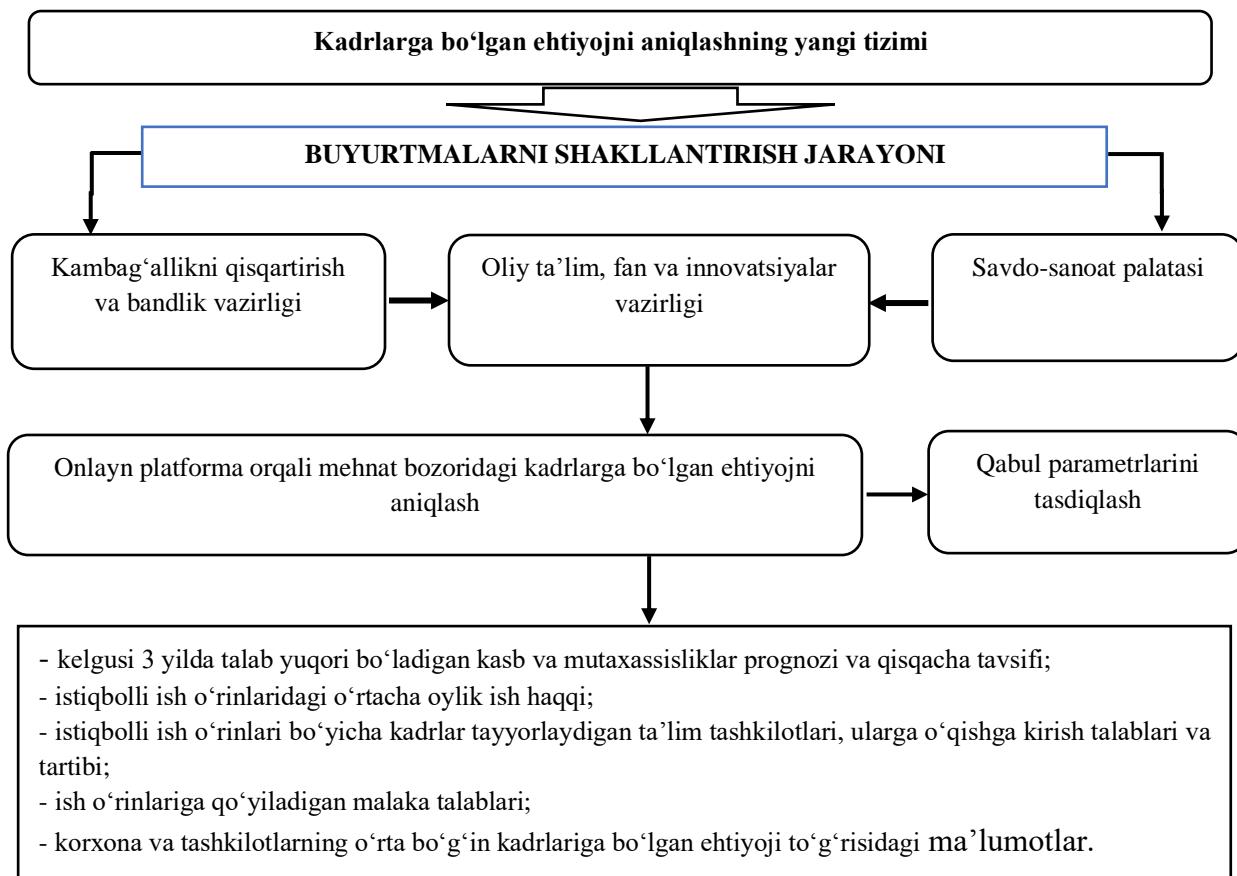 Kadrlarga bo‘lgan ehtiyojni aniqlashning yangi tizimi
BUYURTMALARNI SHAKLLANTIRISH JARAYONI
Kambag‘allikni qisqartirish
va bandlik vazirligi
Oliy ta’lim, fan va innovatsiyalar
vazirligi
Savdo-sanoat palatasi
Onlayn platforma orqali mehnat bozoridagi kadrlarga bo‘lgan ehtiyojni
aniqlash
Qabul parametrlarini
tasdiqlash
- kelgusi 3 yilda talab yuqori bo‘ladigan kasb va mutaxassisliklar prognozi va qisqacha tavsifi;
- istiqbolli ish o‘rinlaridagi o‘rtacha oylik ish haqqi;
- istiqbolli ish o‘rinlari bo‘yicha kadrlar tayyorlaydigan ta’lim tashkilotlari, ularga o‘qishga kirish talablari va
tartibi;
- ish o‘rinlariga qo‘yiladigan malaka talablari;
- korxona va tashkilotlarning o‘rta bo‘g‘in kadrlariga bo‘lgan ehtiyoji to‘g‘risidagi ma’lumotlar.